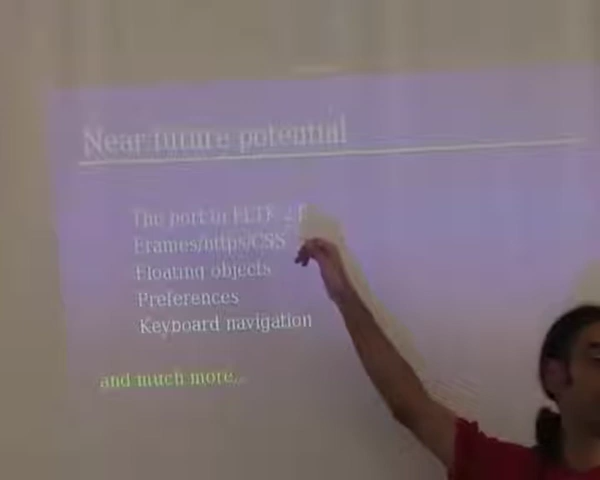 Near future potential
The port to FLTK 2
Frames/https/CSS
Floating objects
Preferences
Keyboard navigation
and much more...